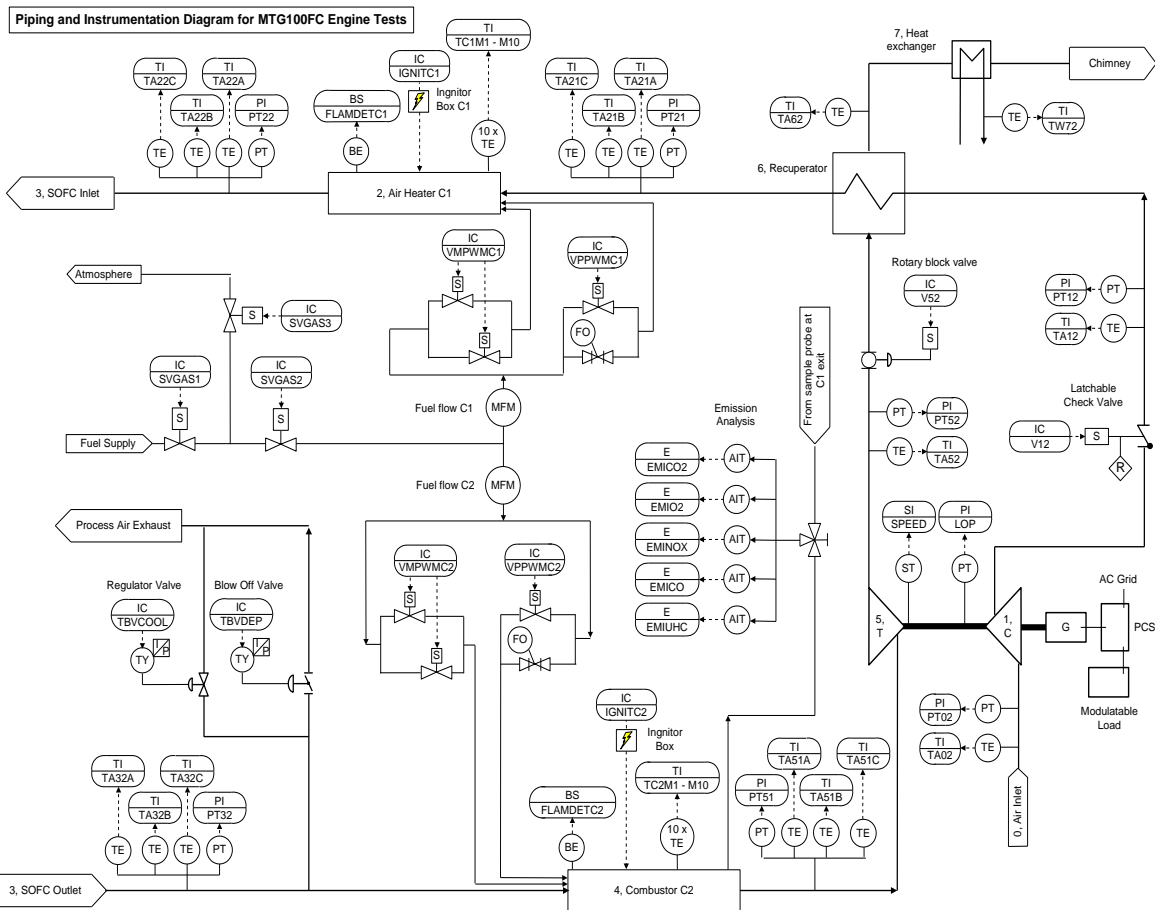 Piping and Instrumentation Diagram for MTG100FC Engine Tests
TI
TC1M1 - M10
7, Heat
exchanger
Chimney
IC
IGNITC1
Ingnitor
Box C1
TI
TA22C
TI
TA22A
TI
TA22B
PI
PT22
BS
FLAMDETC1
TI
TA21C
TI
TA21A
TI
TA21B
PI
PT21
TI
TA62
TE
TE
TI
TW72
TE
TE
TE
PT
BE
10 x
TE
TE
TE
TE
PT
6, Recuperator
3, SOFC Inlet
2, Air Heater C1
IC
VMPWMC1
IC
VPPWMC1
S
S
S
FO
Rotary block valve
IC
V52
S
Atmosphere
S
IC
SVGAS3
PI
PT12
PT
TI
TA12
TE
From sample probe at
C1 exit
IC
SVGAS1
IC
SVGAS2
S
S
Fuel Supply
Fuel flow C1
MFM
Emission
Analysis
PT
PI
PT52
TE
TI
TA52
Latchable
Check Valve
IC
V12
S
R
E
EMICO2
AIT
E
EMIO2
AIT
E
EMINOX
AIT
E
EMICO
AIT
E
EMIUHC
AIT
Fuel flow C2
MFM
Process Air Exhaust
SI
SPEED
PI
LOP
ST
PT
IC
VMPWMC2
IC
VPPWMC2
S
S
S
FO
Regulator Valve
Blow Off Valve
IC
TBVCOOL
IC
TBVDEP
TY
I/P
TY
I/P
5,
T
1,
C
G
AC Grid
PCS
Modulatable
Load
IC
IGNITC2
Ingnitor
Box
PI
PT02
PT
TI
TA02
TE
0, Air Inlet
TI
TA32A
TI
TA32C
TI
TA32B
PI
PT32
TE
TE
TE
PT
BS
FLAMDETC2
BE
TI
TC2M1 - M10
10 x
TE
TI
TA51A
TI
TA51C
PI
PT51
TI
TA51B
PT
TE
TE
TE
3, SOFC Outlet
4, Combustor C2